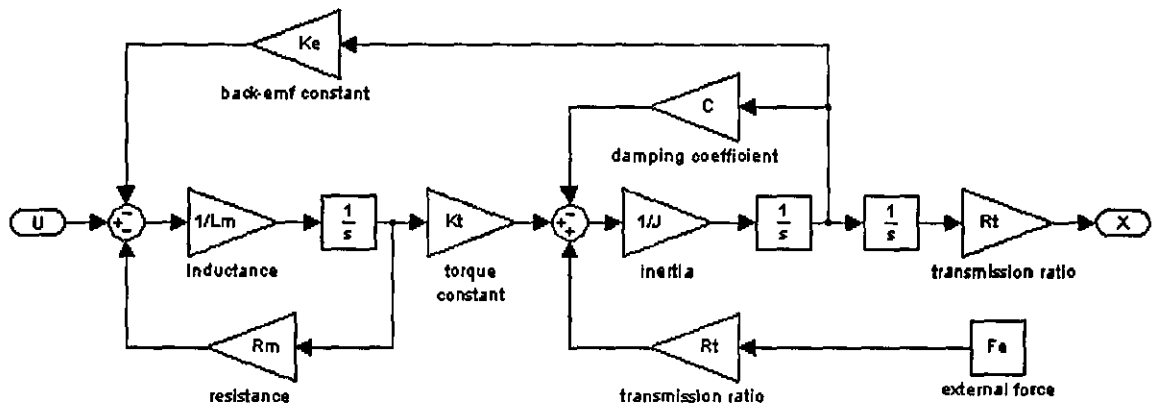 Ke
back-emf constant
C
damping coefficient
U
+
-
-
1/Lm
inductance
1
s
Kt
torque
constant
+
-
+
1/J
inertia
1
s
1
s
Rt
transmission ratio
X
Rm
resistance
Rt
transmission ratio
Fe
external force